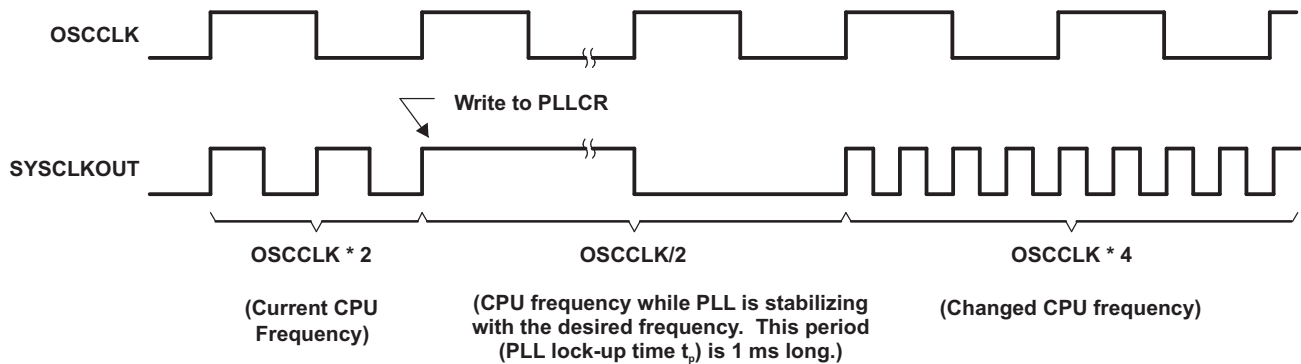 OSCCLK
Write to PLLCR
SYSCLKOUT
OSCCLK * 2
(Current CPU
Frequency)
OSCCLK/2
(CPU frequency while PLL is stabilizing
with the desired frequency. This period
(PLL lock-up time tp) is 1 ms long.)
OSCCLK * 4
(Changed CPU frequency)